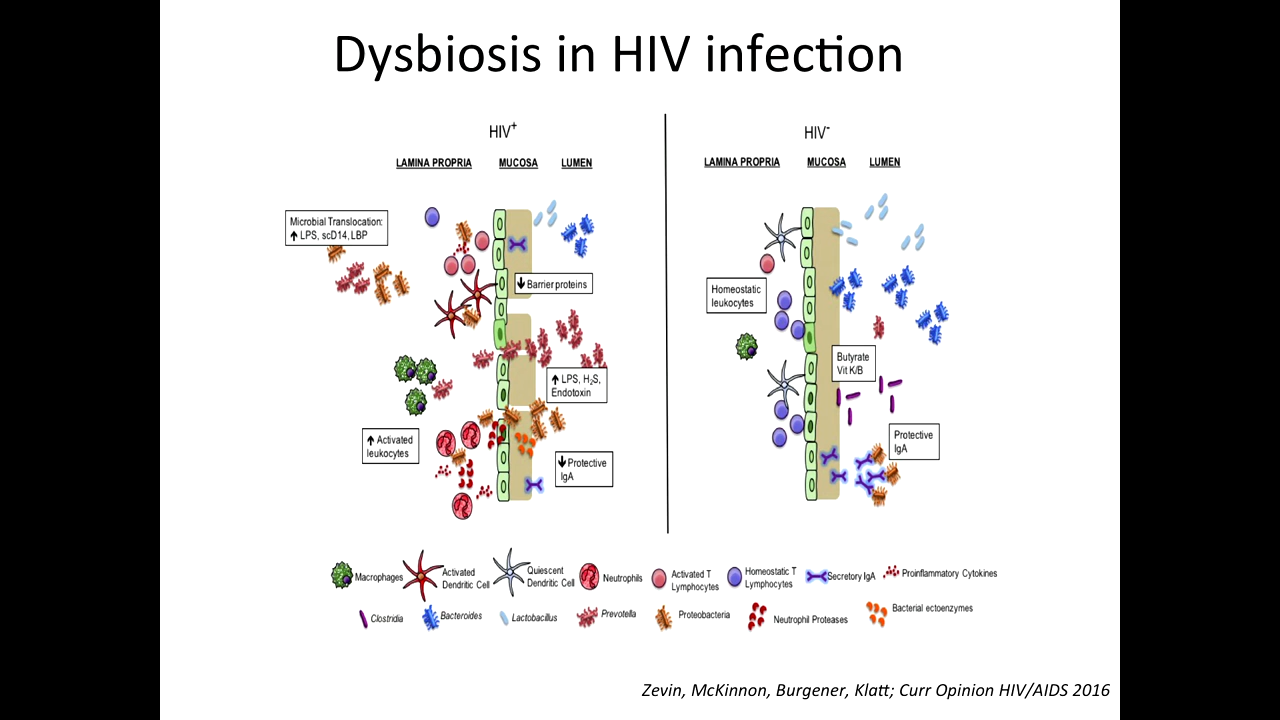 Dysbiosis in HIV infection
HIV+
LAMINA PROPRIA MUCOSA LUMEN
Microbial Translocation:
↑ LPS, scD14, LBP
↓ Barrier proteins
↑ LPS, H2S,
Endotoxin
↑ Activated
leukocytes
↓ Protective
IgA
HIV-
LAMINA PROPRIA MUCOSA LUMEN
Homeostatic
leukocytes
Butyrate
Vit K/B
Protective
IgA
Macrophages
Activated
Dendritic Cell
Quiescent
Dendritic Cell
Neutrophils
Activated T
Lymphocytes
Homeostatic T
Lymphocytes
Secretory IgA
Proinflammatory Cytokines
Clostridia
Bacteroides
Lactobacillus
Prevotella
Proteobacteria
Neutrophil Proteases
Bacterial ectoenzymes
Zevin, McKinnon, Burgener, Klatt; Curr Opinion HIV/AIDS 2016